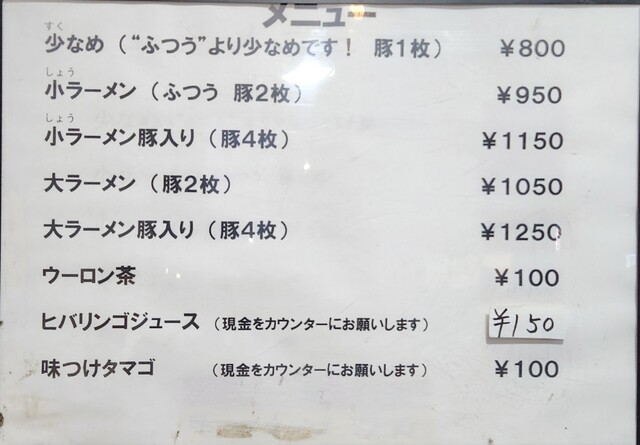 メニュー
すく
少なめ（“ふつう”より少なめです！ 豚1枚） ¥800
しょう
小ラーメン（ふつう 豚2枚） ¥950
しょう
小ラーメン豚入り（豚4枚） ¥1150
大ラーメン（豚2枚） ¥1050
大ラーメン豚入り（豚4枚） ¥1250
ウーロン茶 ¥100
ヒバリンゴジュース（現金をカウンターにお願いします） ¥150
味つけタマゴ （現金をカウンターにお願いします） ¥100